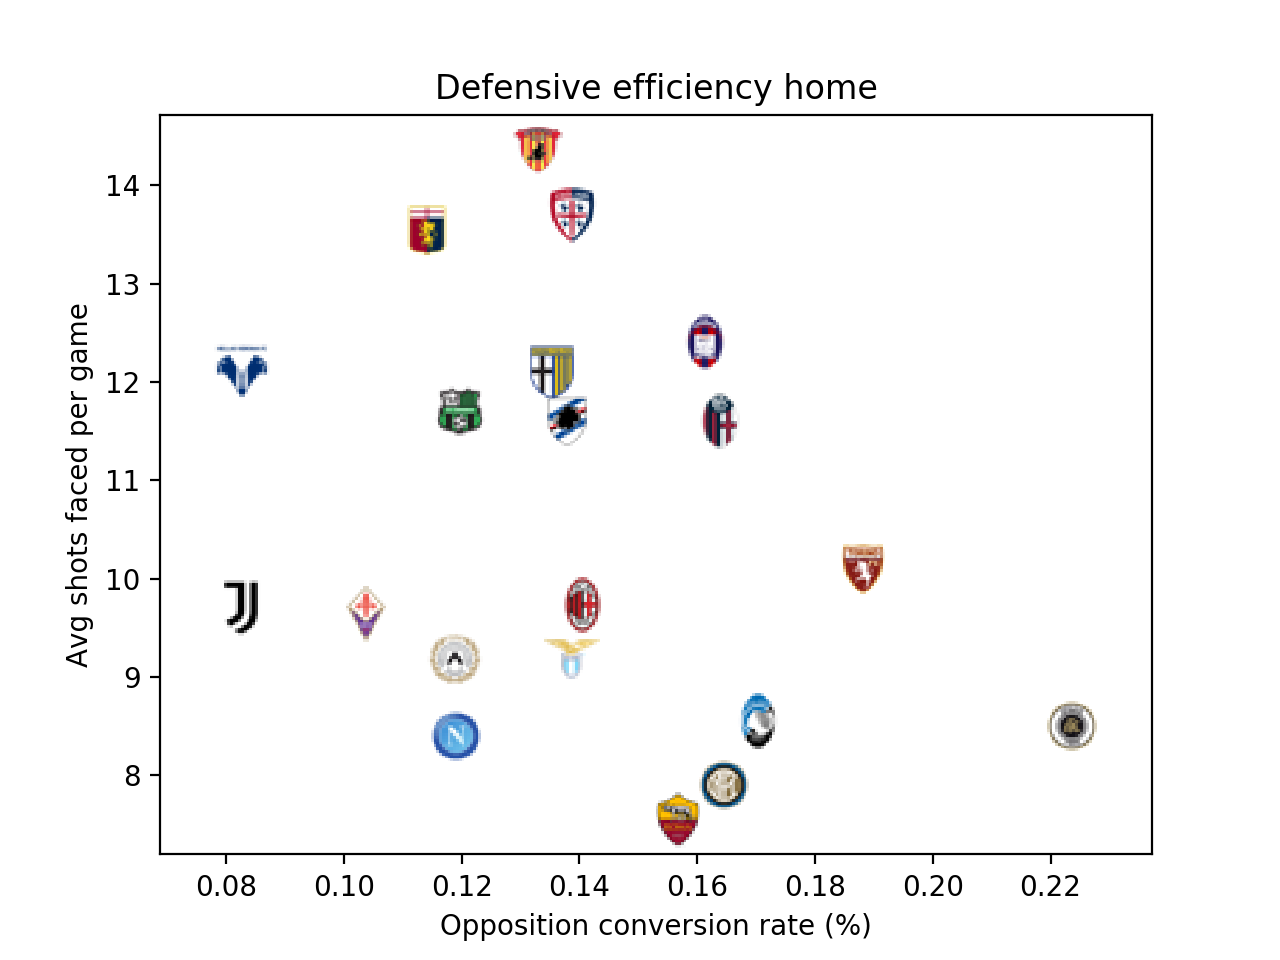 Defensive efficiency home
Avg shots faced per game
14
13
12
11
10
9
8
0.08 0.10 0.12 0.14 0.16 0.18 0.20 0.22
Opposition conversion rate (%)
TORINO
N